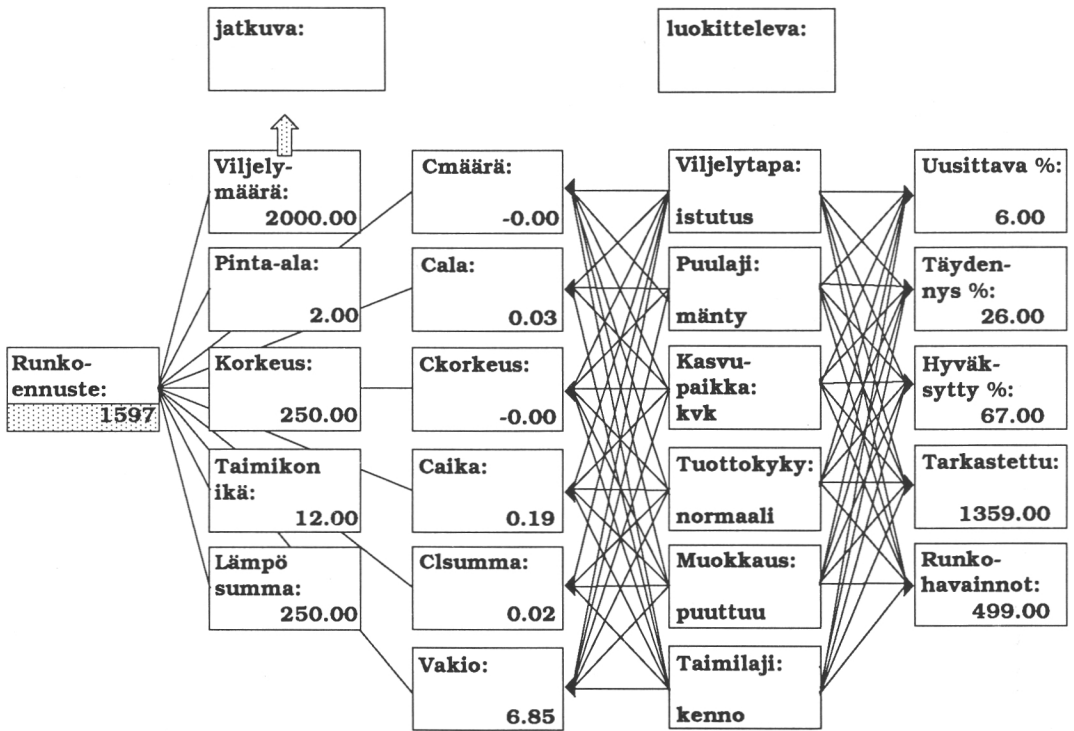 jatkuva:
luokitteleva:
Runko-
ennuste:
1597
Viljely-
määrä:
2000.00
Pinta-ala:
2.00
Korkeus:
250.00
Taimikon
ikä:
12.00
Lämpö
summa:
250.00
Cmäärä:
-0.00
Cala:
0.03
Ckorkeus:
-0.00
Caika:
0.19
Clsumma:
0.02
Vakio:
6.85
Viljelytapa:
istutus
Puulaji:
mänty
Kasvu-
paikka:
kvk
Tuottokyky:
normaali
Muokkaus:
puuttuu
Taimilaji:
kenno
Uusittava %:
6.00
Täyden-
nys %:
26.00
Hyväk-
sytty %:
67.00
Tarkastettu:
1359.00
Runko-
havainnot:
499.00